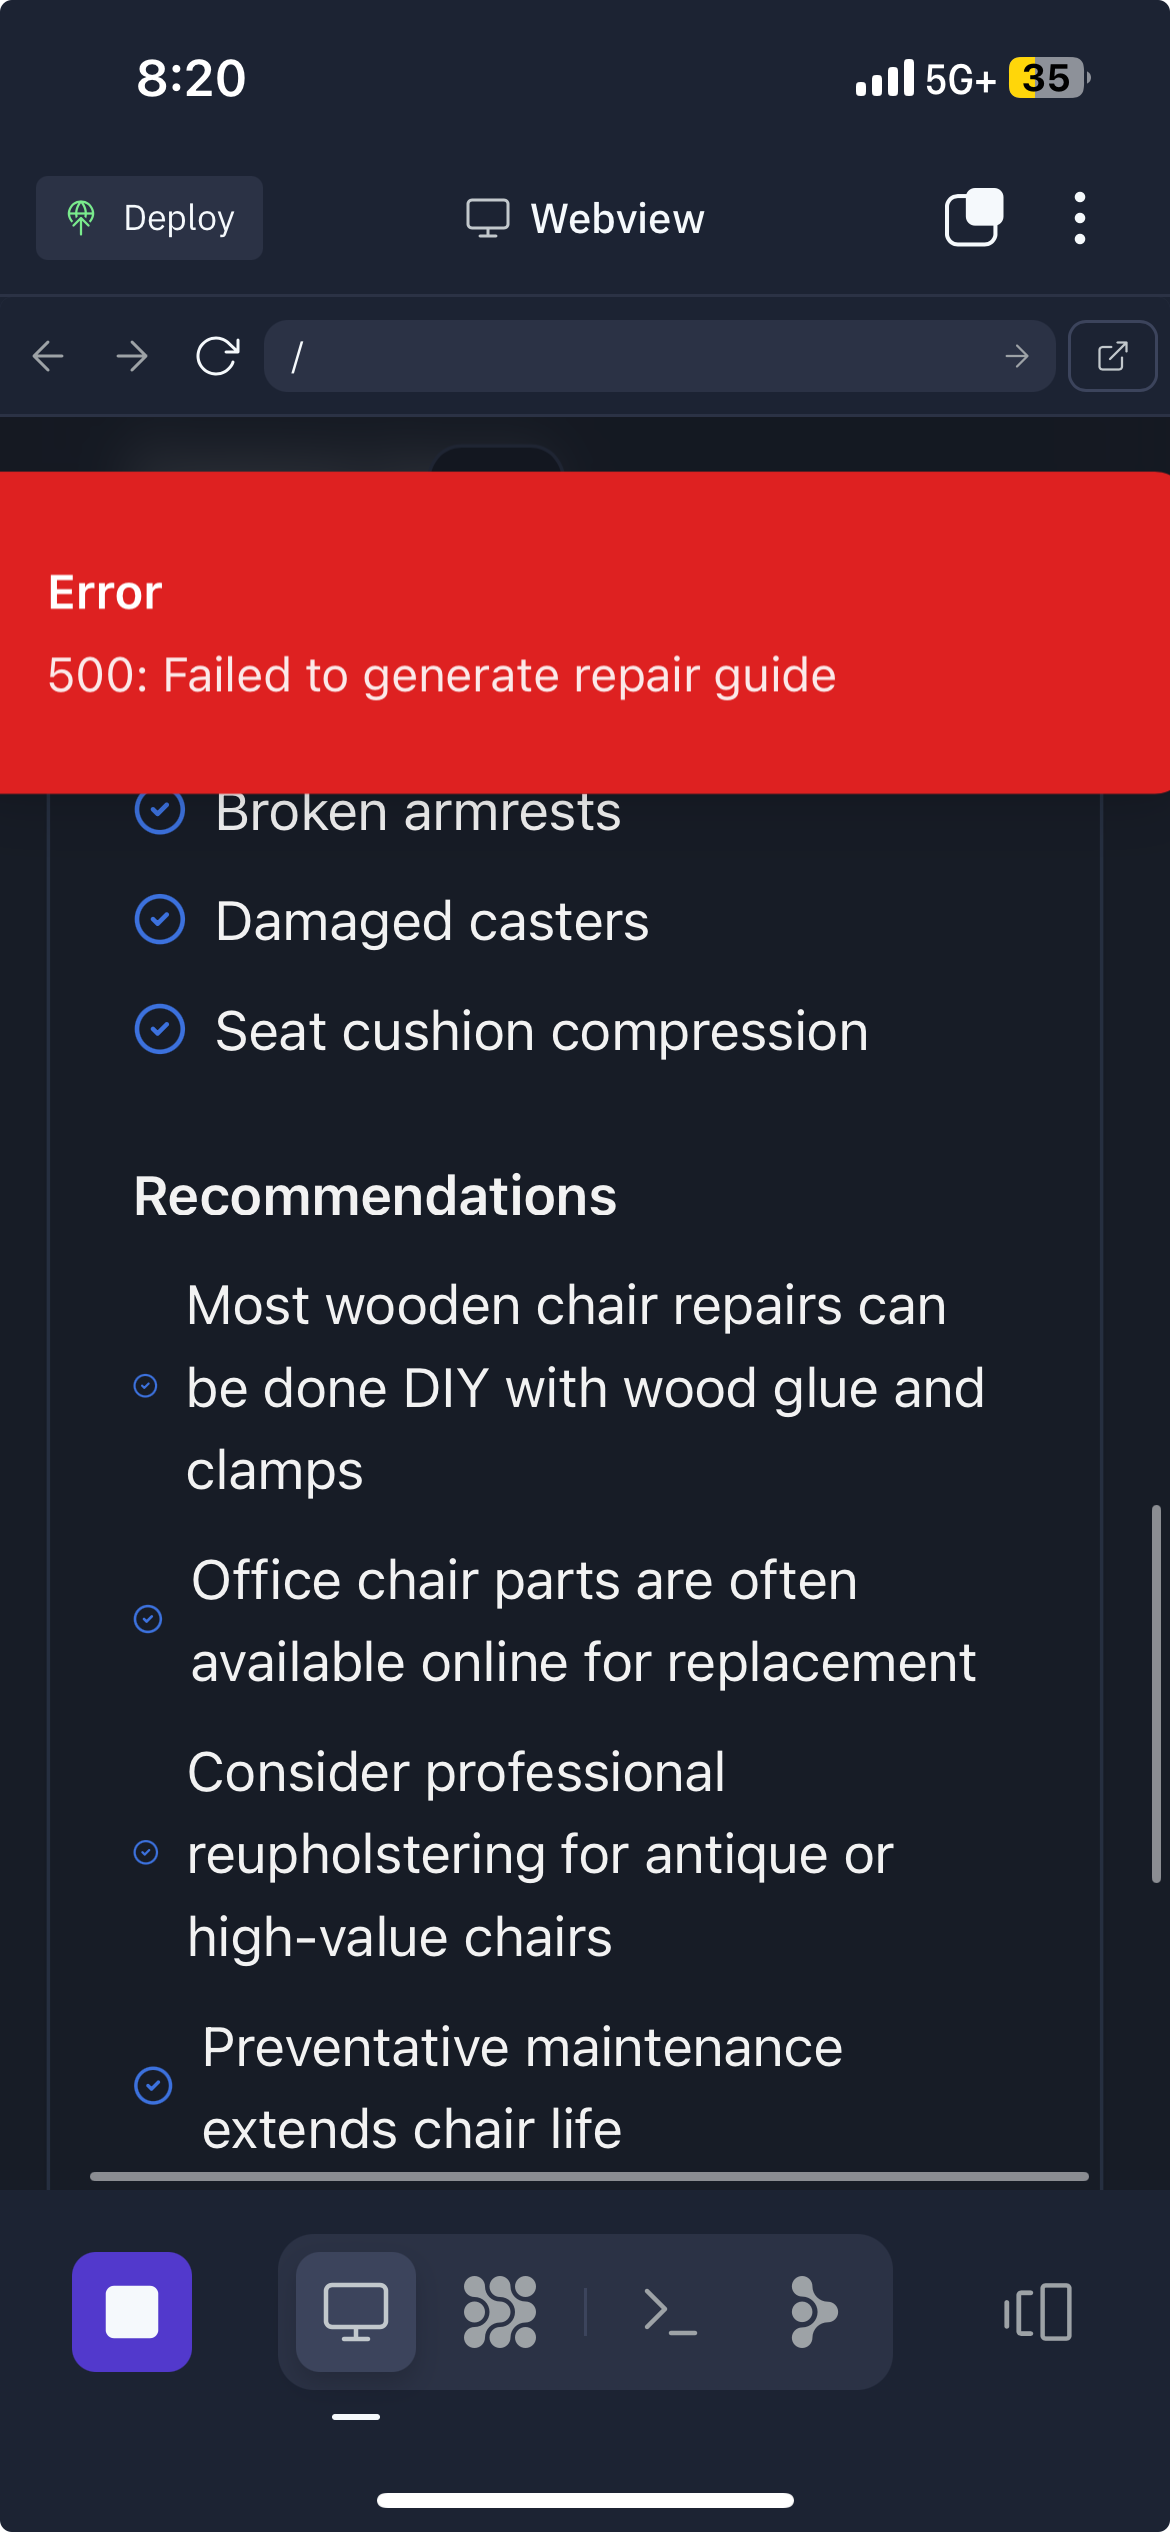 8:20
5G+
35
Deploy
Webview
/
Error
500: Failed to generate repair guide
Broken armrests
Damaged casters
Seat cushion compression
Recommendations
Most wooden chair repairs can
be done DIY with wood glue and
clamps
Office chair parts are often
available online for replacement
Consider professional
reupholstering for antique or
high-value chairs
Preventative maintenance
extends chair life